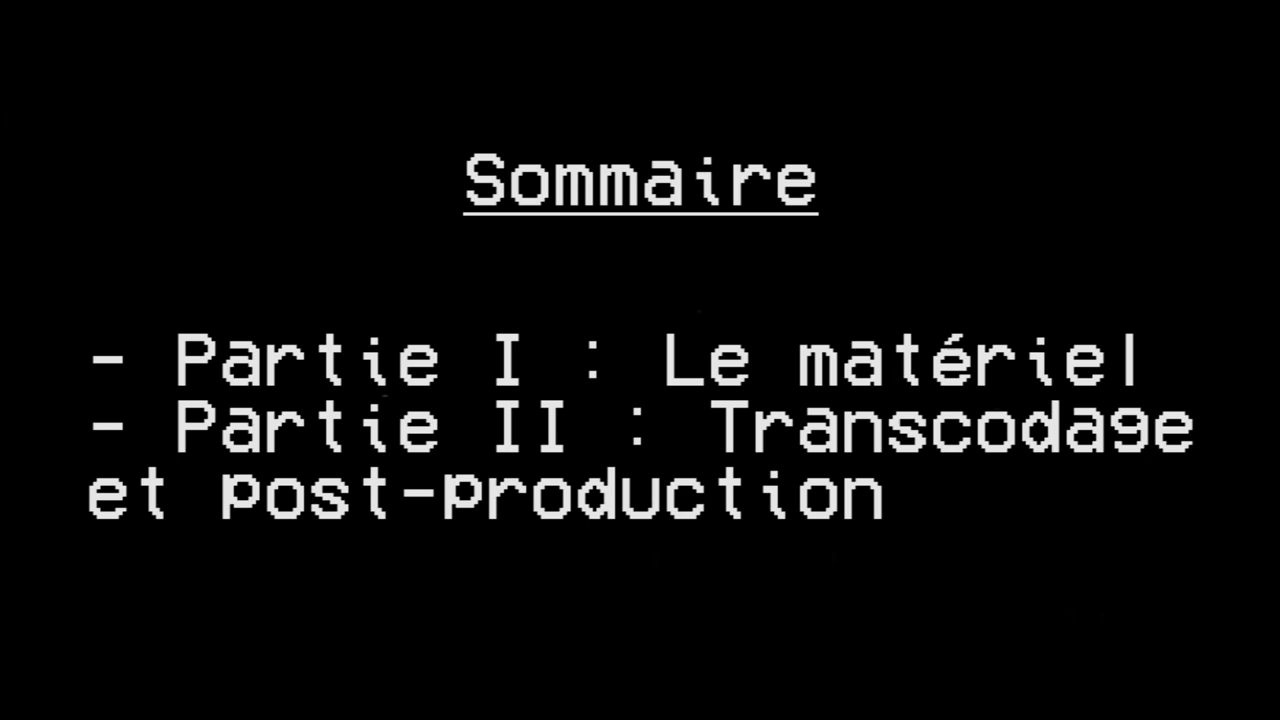 Sommaire
- Partie I : Le matériel
- Partie II : Transcodage
et post-production